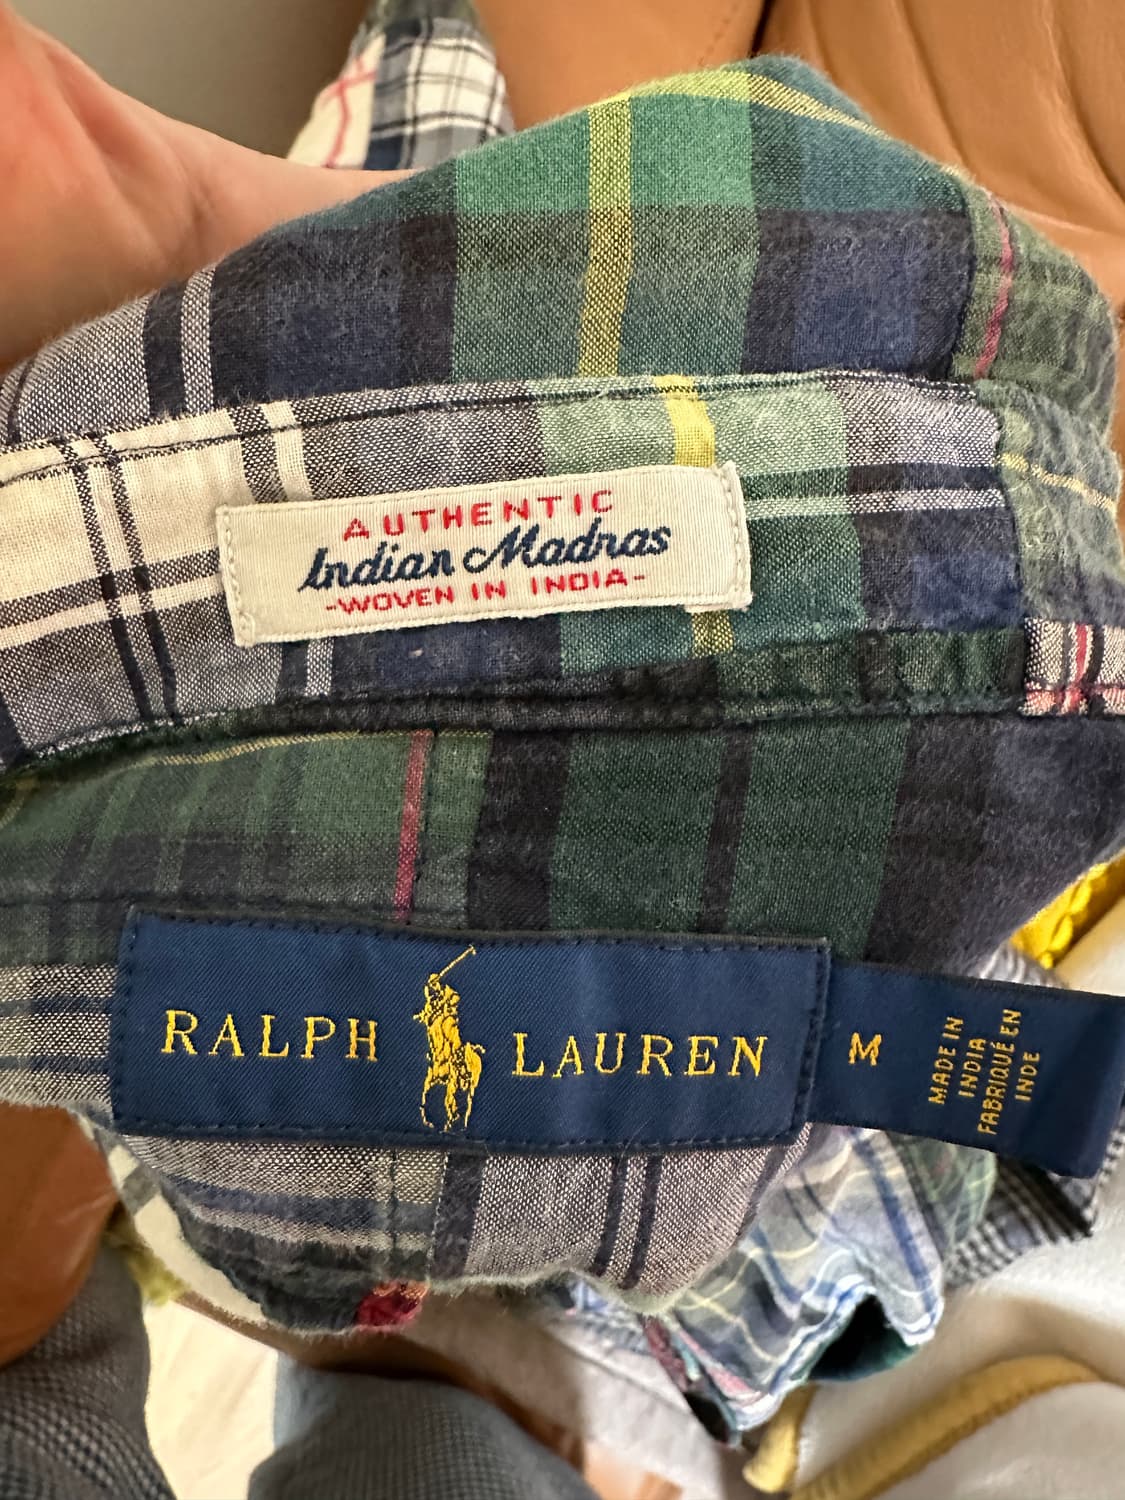 AUTHENTIC
Indian Madras
-WOVEN IN INDIA-
RALPH LAUREN
M
MADE IN
INDIA
FABRIQUÉ EN
INDE